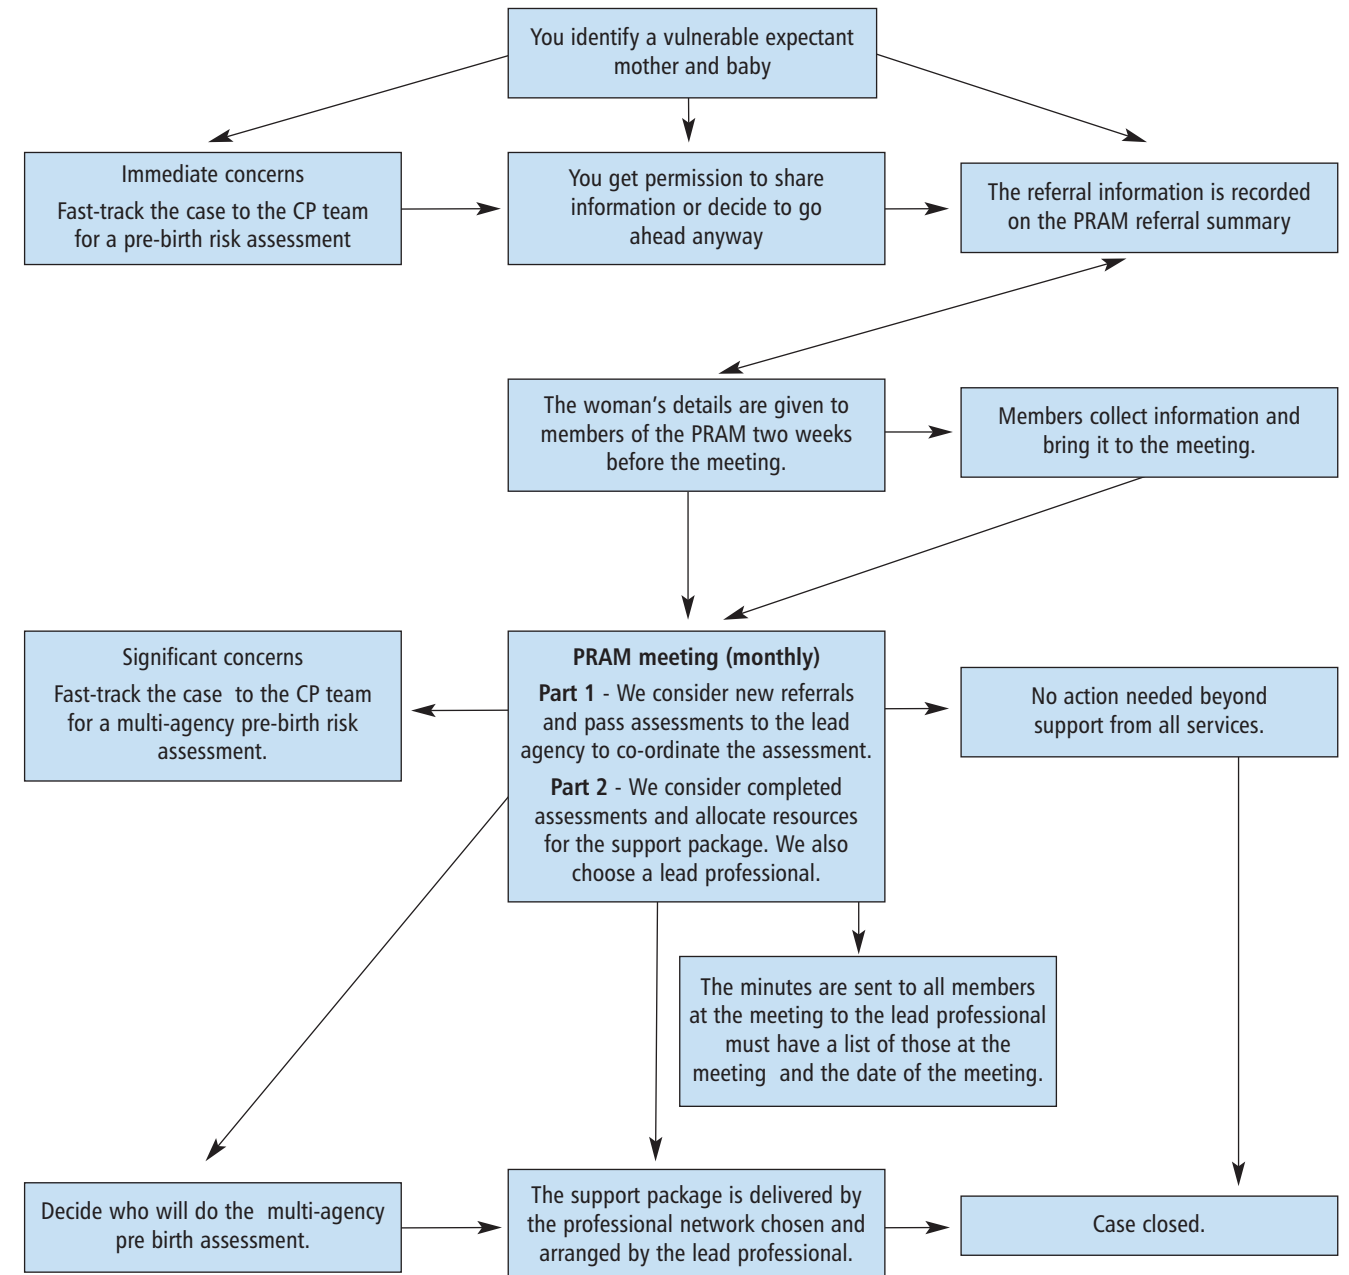 You identify a vulnerable expectant
mother and baby
Immediate concerns
Fast-track the case to the CP team
for a pre-birth risk assessment
You get permission to share
information or decide to go
ahead anyway
The referral information is recorded
on the PRAM referral summary
The woman's details are given to
members of the PRAM two weeks
before the meeting.
Members collect information and
bring it to the meeting.
Significant concerns
Fast-track the case  to the CP team
for a multi-agency pre-birth risk
assessment.
PRAM meeting (monthly)
Part 1 - We consider new referrals
and pass assessments to the lead
agency to co-ordinate the assessment.
Part 2 - We consider completed
assessments and allocate resources
for the support package. We also
choose a lead professional.
No action needed beyond
support from all services.
The minutes are sent to all members
at the meeting to the lead professional
must have a list of those at the
meeting  and the date of the meeting.
Decide who will do the  multi-agency
pre birth assessment.
The support package is delivered by
the professional network chosen and
arranged by the lead professional.
Case closed.